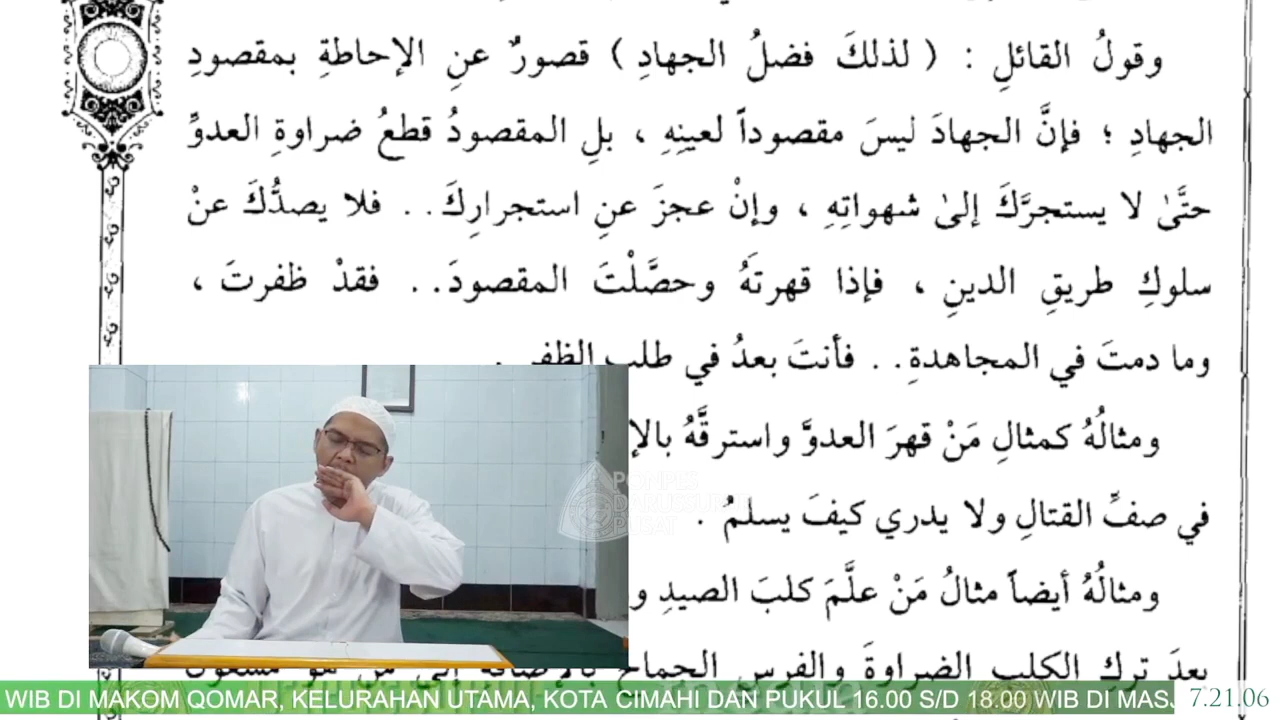 وقولُ القائلِ : ( لذلكَ فضلُ الجهادِ ) قصورٌ عنِ الإحاطةِ بمقصودِ
الجهادِ ؛ فإنَّ الجهادَ ليسَ مقصوداً لعينِهِ ، بلِ المقصودُ قطعُ ضراوةِ العدوِّ
حتَّىٰ لا يستجرَّكَ إلىٰ شهواتِهِ ، وإنْ عجزَ عنِ استجرارِكَ . . فلا يصدُّكَ عنْ
سلوكِ طريقِ الدينِ ، فإذا قهرتَهُ وحصَّلْتَ المقصودَ . . فقدْ ظفرتَ ،
وما دمتَ في المجاهدةِ . . فأنتَ بعدُ في طلبِ الظفرِ .
ومثالُهُ كمثالِ مَنْ قهرَ العدوَّ واسترقَّهُ
في صفِّ القتالِ ولا يدري كيفَ يسلمُ .
ومثالُهُ أيضاً مثالُ مَنْ علَّمَ كلبَ الصيدِ
بعدَ تركِ الكلبِ الضراوةَ والفرسِ الجماحَ
PONPES
PUSAT
WIB DI MAKOM QOMAR, KELURAHAN UTAMA, KOTA CIMAHI DAN PUKUL 16.00 S/D 18.00 WIB DI MASJ
7.21.06